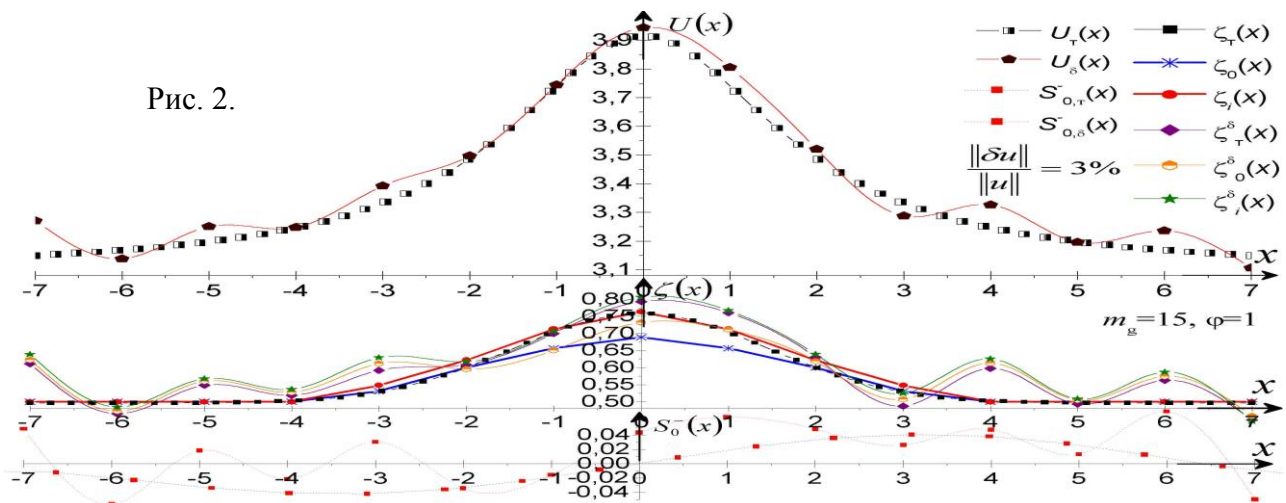 U(x)
3,9
3,8
3,7
3,6
3,5
3,4
3,3
3,2
3,1
Рис. 2.
U_т(x)
U_δ(x)
S⁻_{0,т}(x)
S⁻_{0,δ}(x)
‖δu‖/‖u‖ = 3%
ζ_т(x)
ζ_0(x)
ζ_i(x)
ζ^δ_т(x)
ζ^δ_0(x)
ζ^δ_i(x)
x
-7 -6 -5 -4 -3 -2 -1 0 1 2 3 4 5 6 7
ζ(x)
0,80
0,75
0,70
0,65
0,60
0,55
0,50
m_g=15, φ=1
x
-7 -6 -5 -4 -3 -2 -1 0 1 2 3 4 5 6 7
S_0⁻(x)
0,04
0,02
0,00
-0,02
-0,04
x
-7 -6 -5 -4 -3 -2 -1 0 1 2 3 4 5 6 7